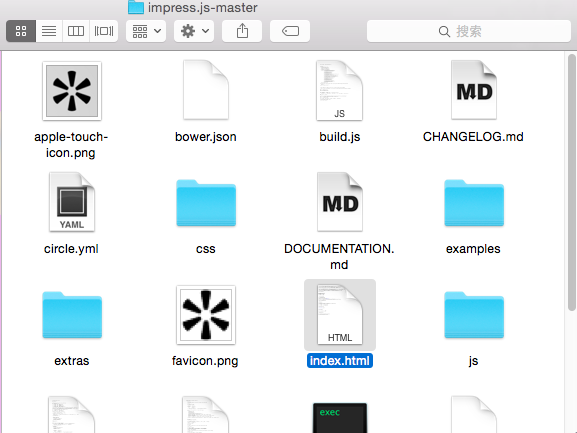 impress.js-master
搜索
MD
JS
apple-touch-
icon.png
bower.json
build.js
CHANGELOG.md
YAML
MD
circle.yml
css
DOCUMENTATION.
md
examples
HTML
extras
favicon.png
index.html
js
exec